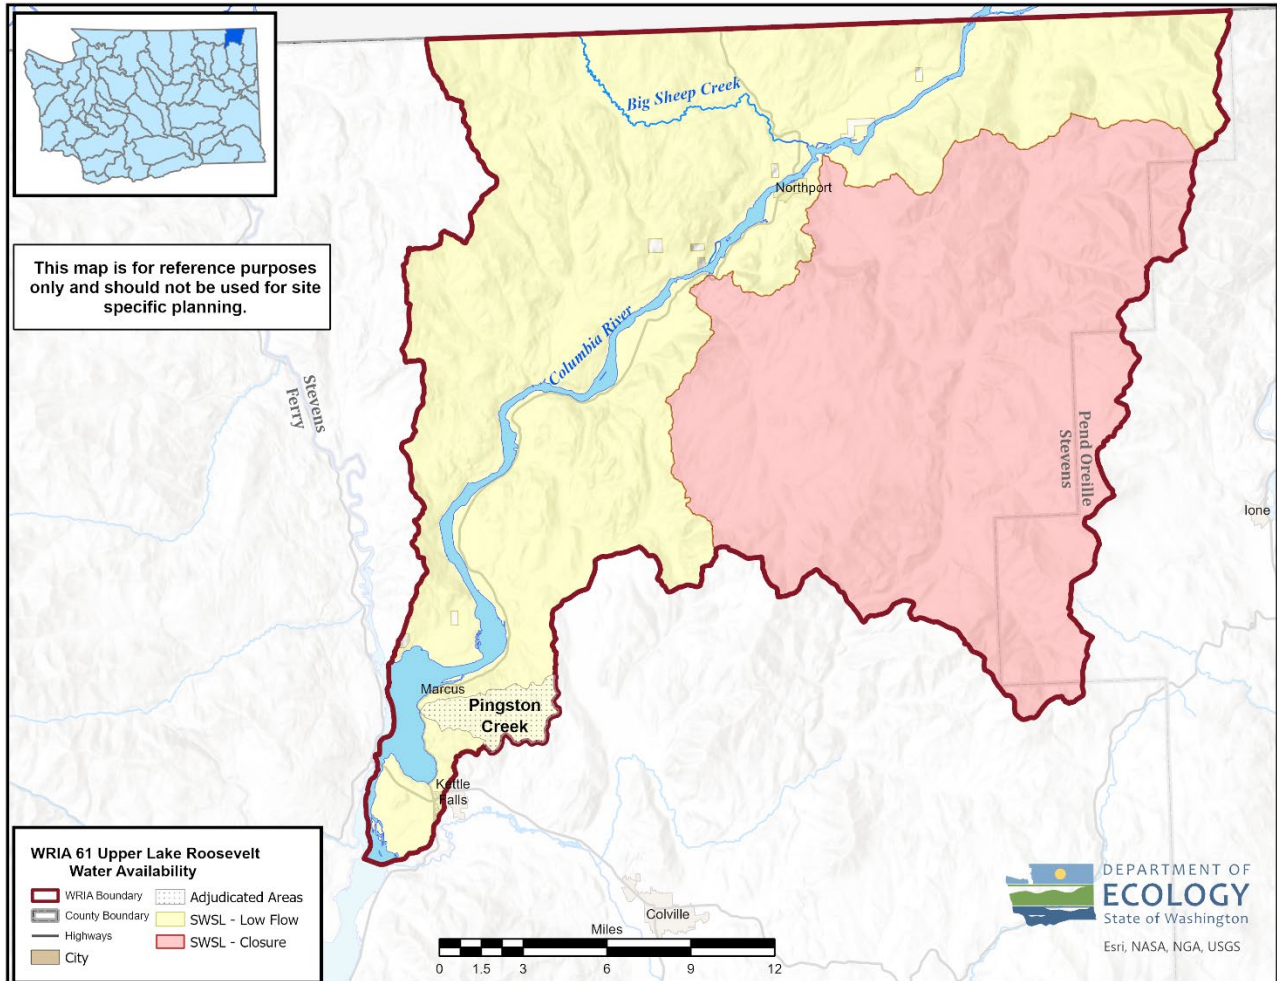 Big Sheep Creek
Northport
This map is for reference purposes
only and should not be used for site
specific planning.
Columbia River
Stevens
Ferry
Pend Oreille
Stevens
Ione
Marcus
Pingston
Creek
Kettle
Falls
WRIA 61 Upper Lake Roosevelt
Water Availability
WRIA Boundary
County Boundary
Highways
City
Adjudicated Areas
SWSL - Low Flow
SWSL - Closure
Colville
Miles
0 1.5 3 6 9 12
DEPARTMENT OF
ECOLOGY
State of Washington
Esri, NASA, NGA, USGS